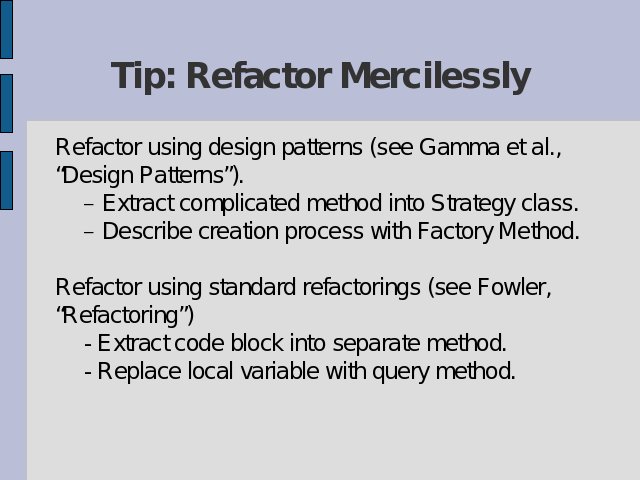 Tip: Refactor Mercilessly
Refactor using design patterns (see Gamma et al.,
“Design Patterns”).
– Extract complicated method into Strategy class.
– Describe creation process with Factory Method.
Refactor using standard refactorings (see Fowler,
“Refactoring”)
- Extract code block into separate method.
- Replace local variable with query method.